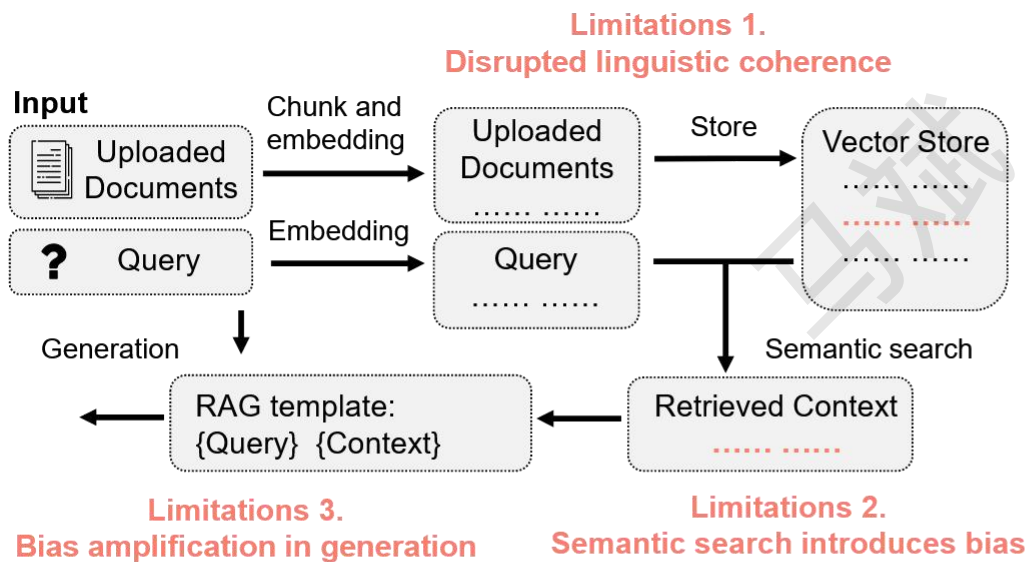 Limitations 1.
Disrupted linguistic coherence
Input
Chunk and
embedding
Uploaded
Documents
Uploaded
Documents
...... ......
Store
Vector Store
...... ......
...... ......
...... ......
? Query
Embedding
Query
...... ......
Generation
Semantic search
RAG template:
{Query} {Context}
Retrieved Context
...... ......
Limitations 3.
Bias amplification in generation
Limitations 2.
Semantic search introduces bias
马斌